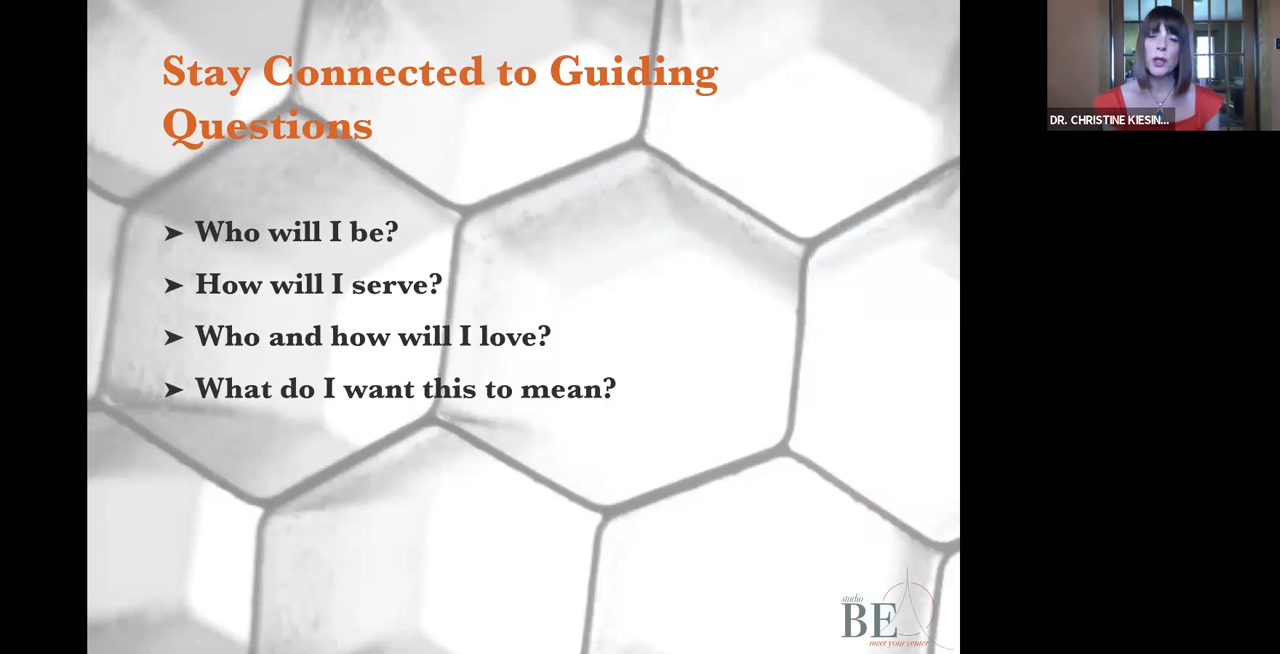 Stay Connected to Guiding
Questions
➤ Who will I be?
➤ How will I serve?
➤ Who and how will I love?
➤ What do I want this to mean?
studio
BE
meet your center
DR. CHRISTINE KIESIN...